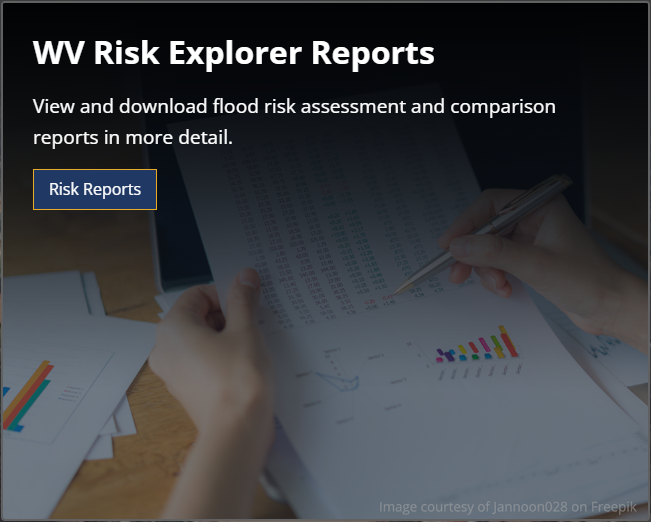 WV Risk Explorer Reports
View and download flood risk assessment and comparison
reports in more detail.
Risk Reports
Image courtesy of Jannoon028 on Freepik